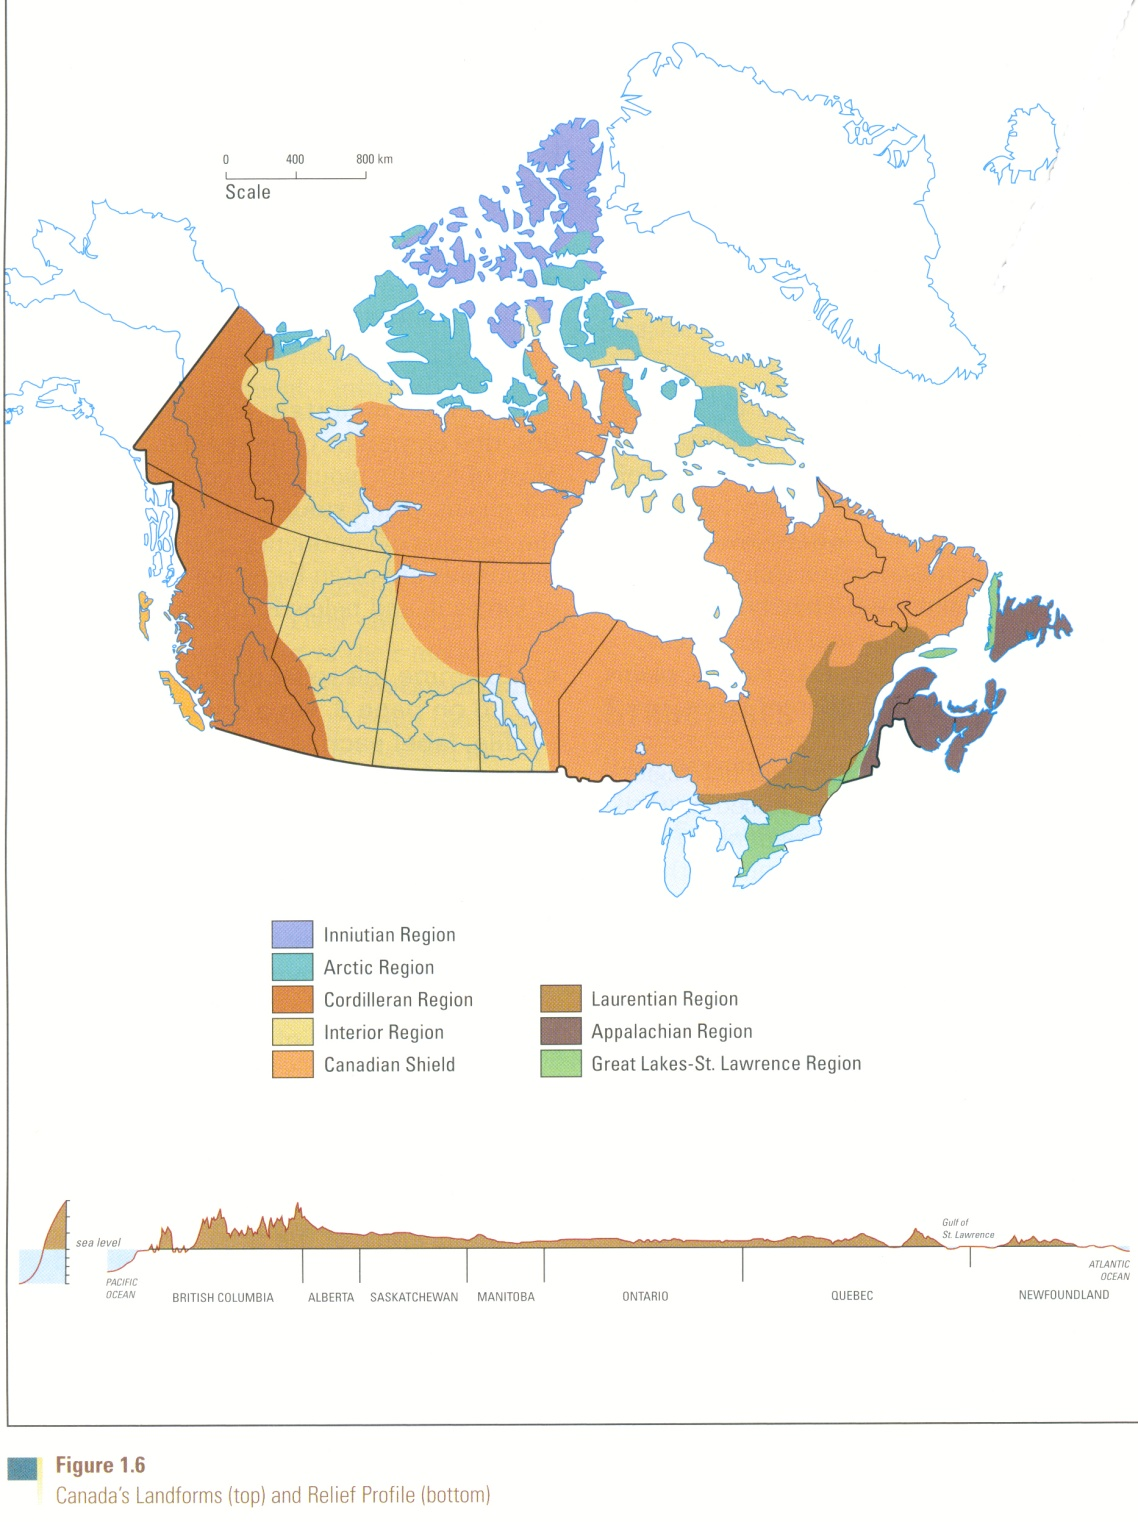 0 400 800 km
Scale
Inniutian Region
Arctic Region
Cordilleran Region
Interior Region
Canadian Shield
Laurentian Region
Appalachian Region
Great Lakes-St. Lawrence Region
sea level
Gulf of
St. Lawrence
PACIFIC
OCEAN
ATLANTIC
OCEAN
BRITISH COLUMBIA ALBERTA SASKATCHEWAN MANITOBA ONTARIO QUEBEC NEWFOUNDLAND
Figure 1.6
Canada's Landforms (top) and Relief Profile (bottom)